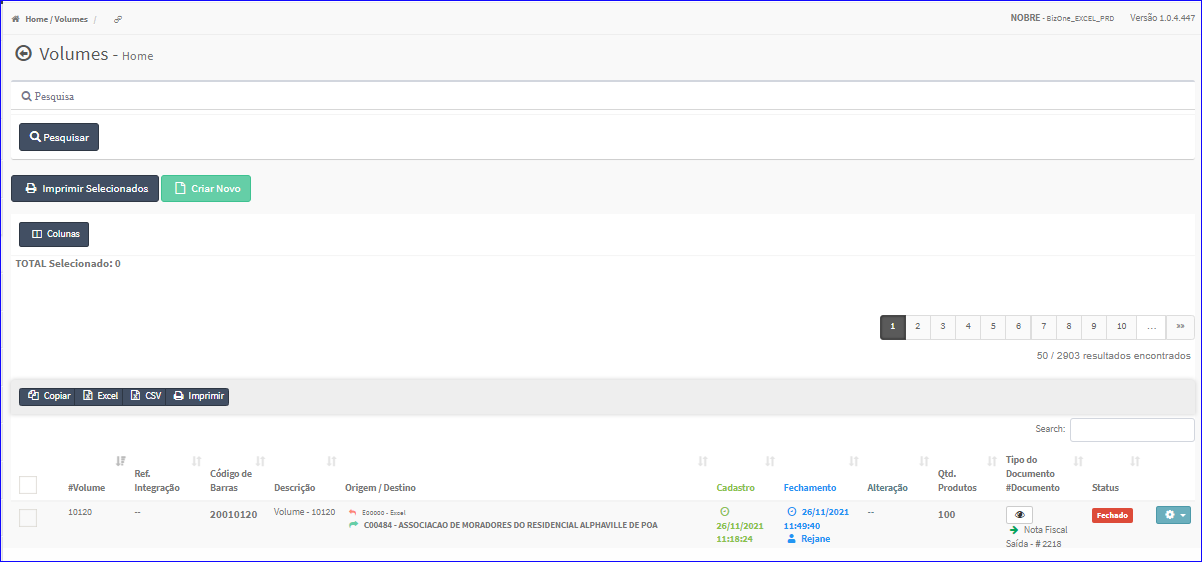 Home / Volumes /
NOBRE - BizOne_EXCEL_PRD Versão 1.0.4.447
Volumes - Home
Pesquisa
Pesquisar
Imprimir Selecionados Criar Novo
Colunas
TOTAL Selecionado: 0
1 2 3 4 5 6 7 8 9 10 ... »
50 / 2903 resultados encontrados
Copiar Excel CSV Imprimir
Search:
#Volume
Ref.
Integração
Código de
Barras
Descrição
Origem / Destino
Cadastro
Fechamento
Alteração
Qtd.
Produtos
Tipo do
Documento
#Documento
Status
10120
--
20010120
Volume - 10120
E00000 - Excel
C00484 - ASSOCIACAO DE MORADORES DO RESIDENCIAL ALPHAVILLE DE POA
26/11/2021
11:18:24
26/11/2021
11:49:40
Rejane
--
100
Nota Fiscal
Saída - # 2218
Fechado